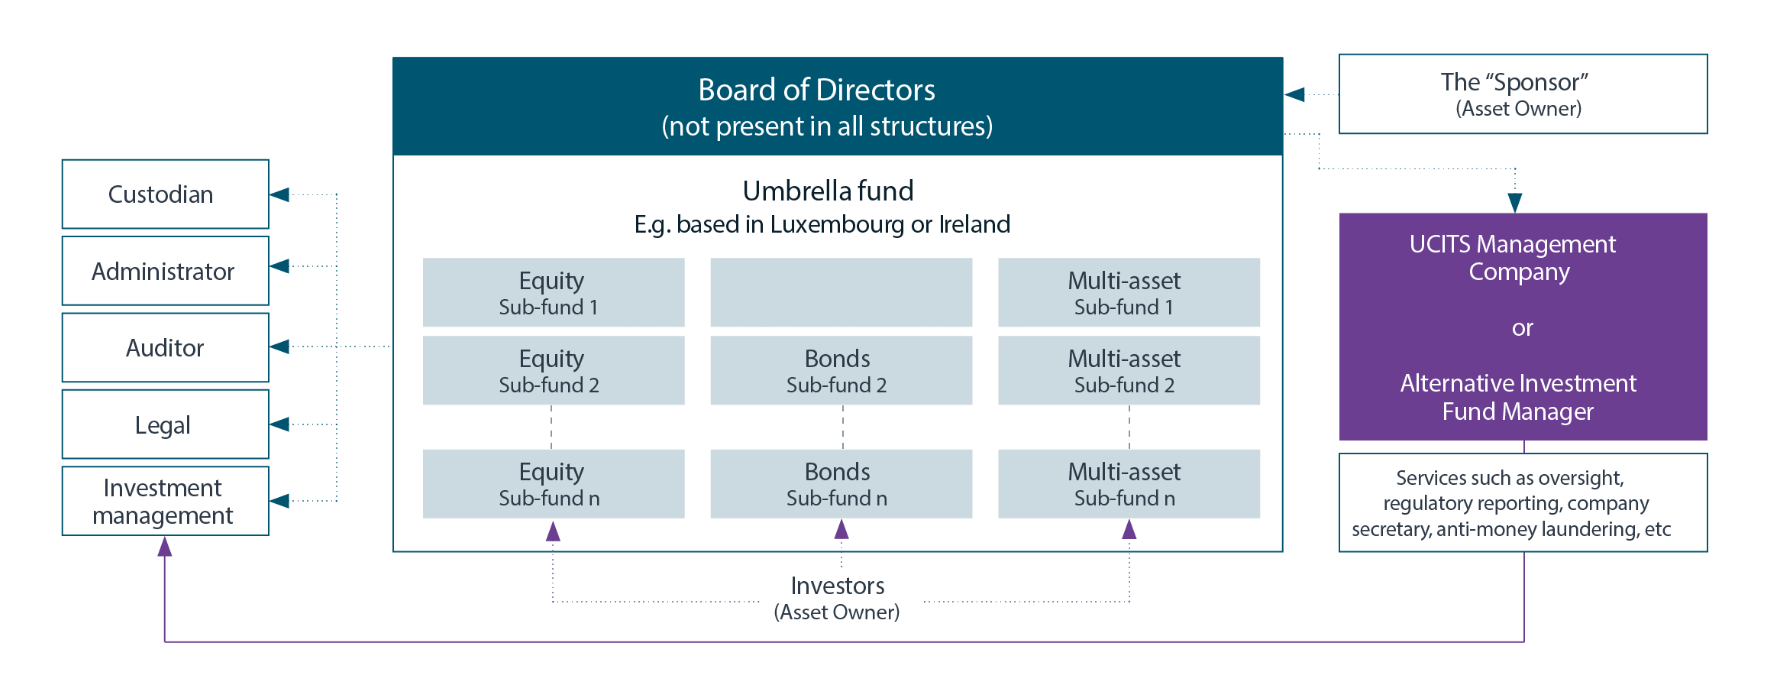 Board of Directors
(not present in all structures)
The “Sponsor”
(Asset Owner)
Custodian
Administrator
Auditor
Legal
Investment
management
Umbrella fund
E.g. based in Luxembourg or Ireland
Equity
Sub-fund 1
Multi-asset
Sub-fund 1
Equity
Sub-fund 2
Bonds
Sub-fund 2
Multi-asset
Sub-fund 2
Equity
Sub-fund n
Bonds
Sub-fund n
Multi-asset
Sub-fund n
Investors
(Asset Owner)
UCITS Management
Company
or
Alternative Investment
Fund Manager
Services such as oversight,
regulatory reporting, company
secretary, anti-money laundering, etc